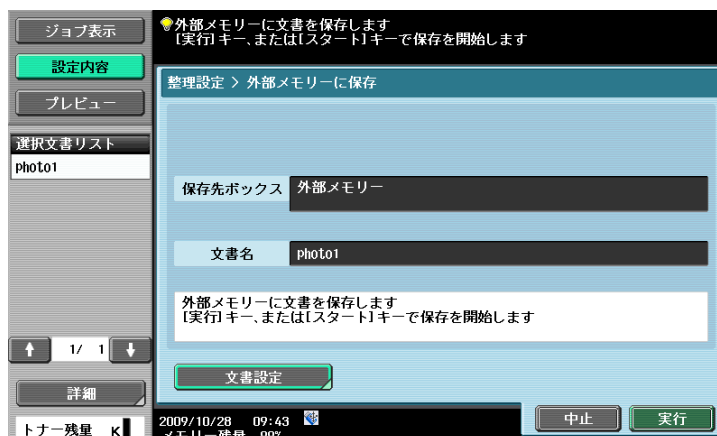 ジョブ表示
設定内容
プレビュー
選択文書リスト
photo1
1/ 1
詳細
トナー残量 K
外部メモリーに文書を保存します
[実行]キー、または[スタート]キーで保存を開始します
整理設定 > 外部メモリーに保存
保存先ボックス 外部メモリー
文書名 photo1
外部メモリーに文書を保存します
[実行]キー、または[スタート]キーで保存を開始します
文書設定
2009/10/28 09:43
メモリー残量 99%
中止 実行